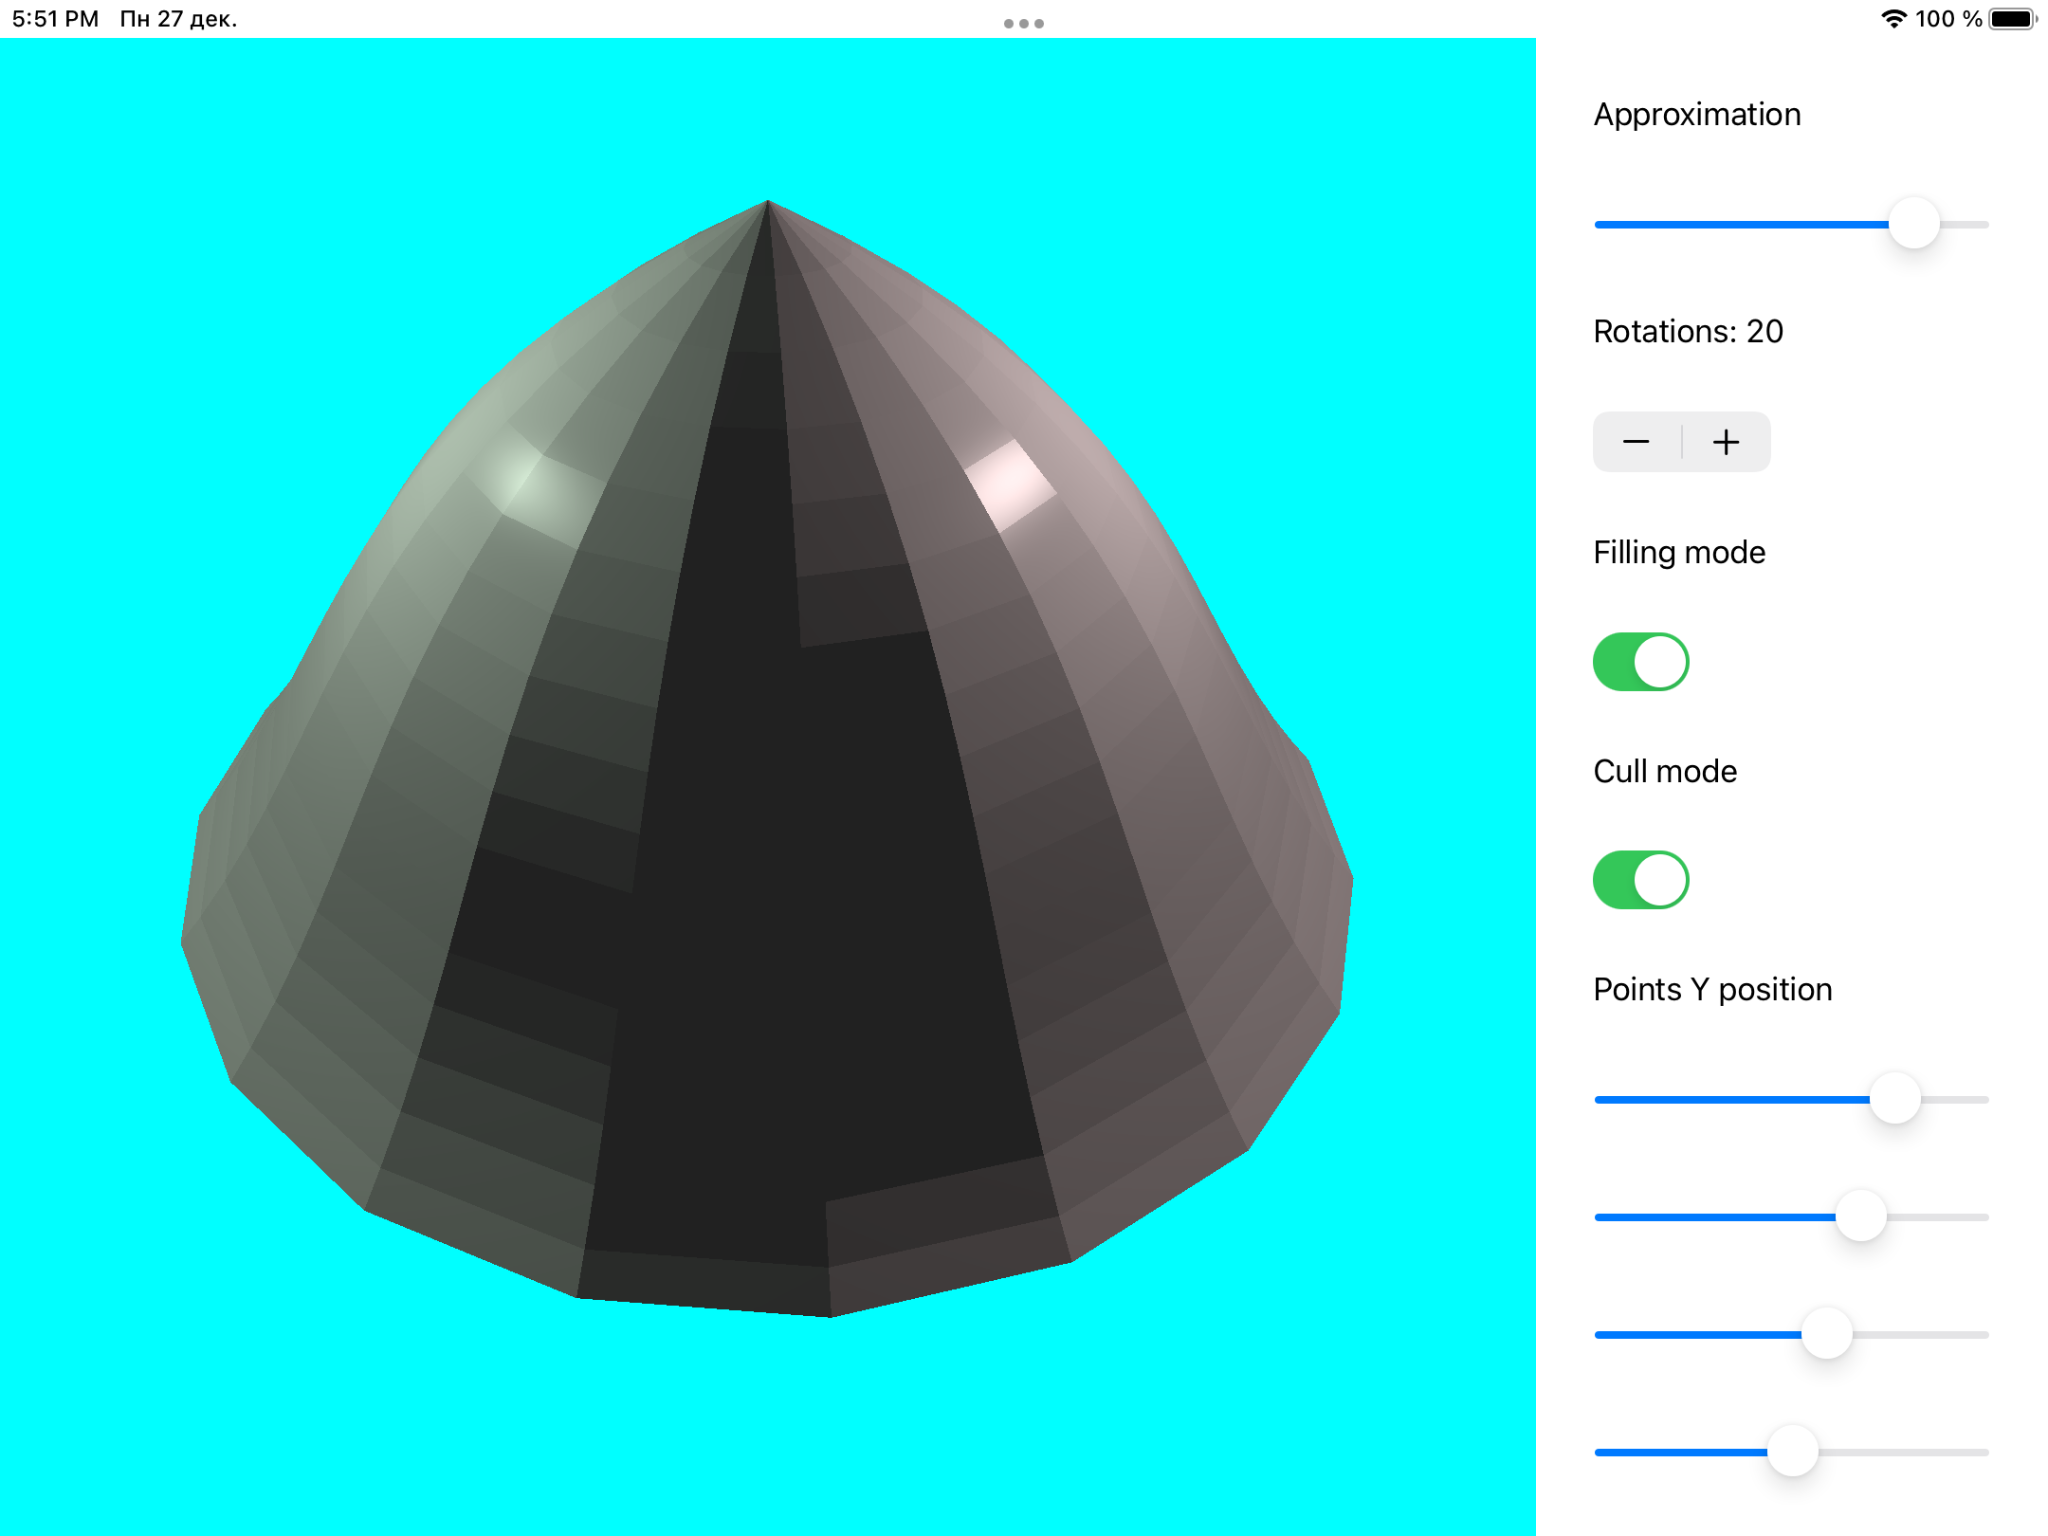 5:51 PM Пн 27 дек.
100 %
Approximation
Rotations: 20
Filling mode
Cull mode
Points Y position